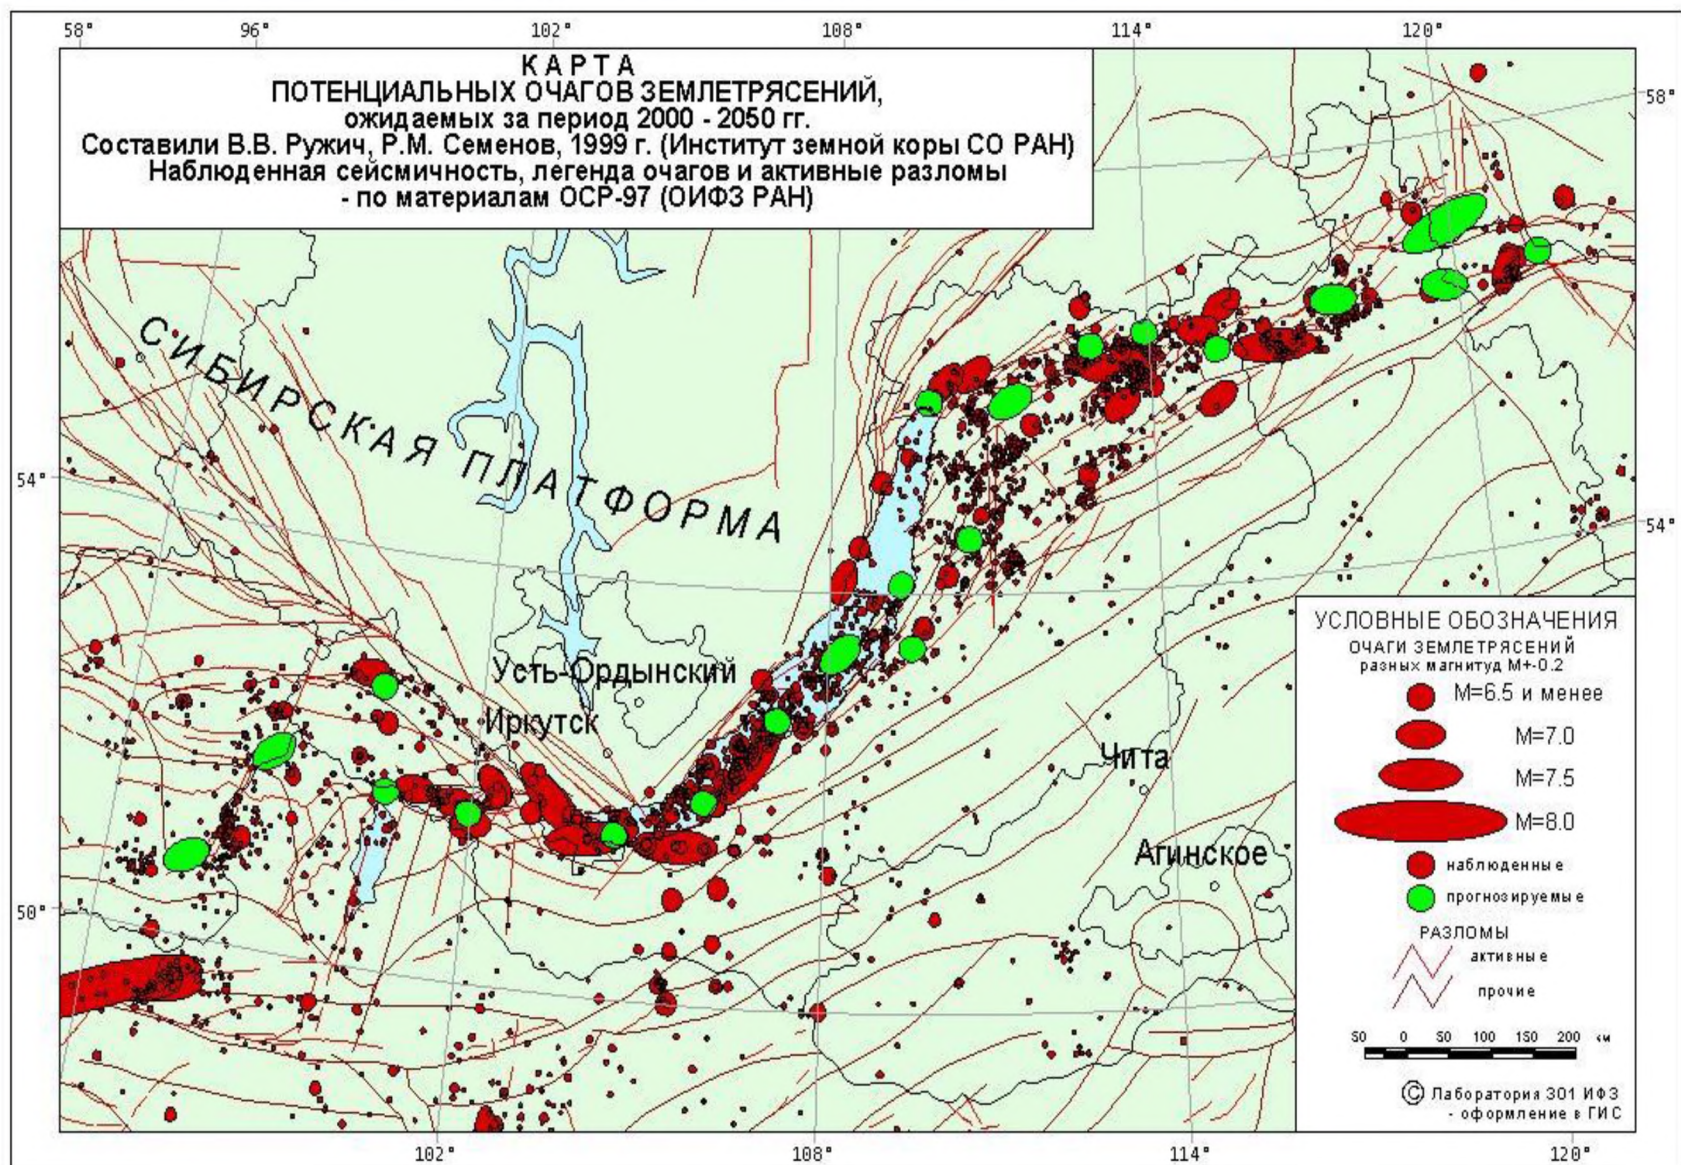 58° 96° 102° 108° 114° 120°
КАРТА
ПОТЕНЦИАЛЬНЫХ ОЧАГОВ ЗЕМЛЕТРЯСЕНИЙ,
ожидаемых за период 2000 - 2050 гг.
Составили В.В. Ружич, Р.М. Семенов, 1999 г. (Институт земной коры СО РАН)
Наблюденная сейсмичность, легенда очагов и активные разломы
- по материалам ОСР-97 (ОИФЗ РАН)
58°
СИБИРСКАЯ ПЛАТФОРМА
54°
54°
Усть-Ордынский
Иркутск
Чита
Агинское
50°
УСЛОВНЫЕ ОБОЗНАЧЕНИЯ
ОЧАГИ ЗЕМЛЕТРЯСЕНИЙ
разных магнитуд М+-0.2
М=6.5 и менее
М=7.0
М=7.5
М=8.0
наблюденные
прогнозируемые
РАЗЛОМЫ
активные
прочие
50 0 50 100 150 200 км
© Лаборатория 301 ИФЗ
- оформление в ГИС
102° 108° 114° 120°